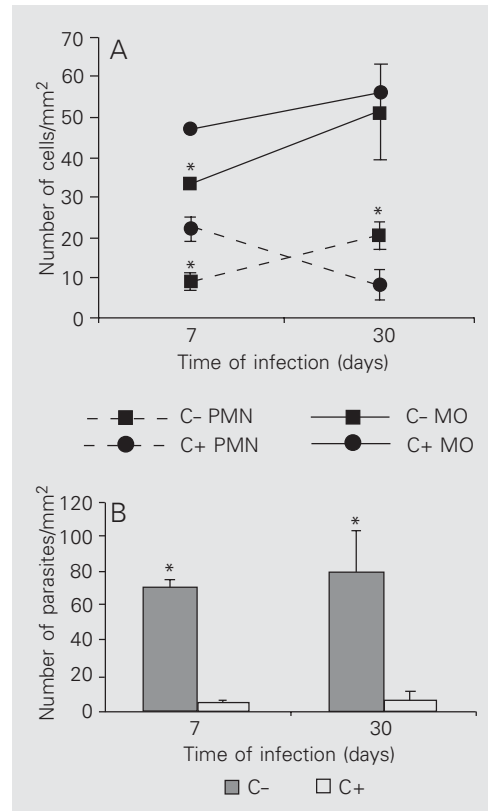 A
70
60
50
40
30
20
10
0
Number of cells/mm²
*
*
*
7 30
Time of infection (days)
C– PMN C– MO
C+ PMN C+ MO
B
120
100
80
60
40
20
0
Number of parasites/mm²
*
*
7 30
Time of infection (days)
C– C+